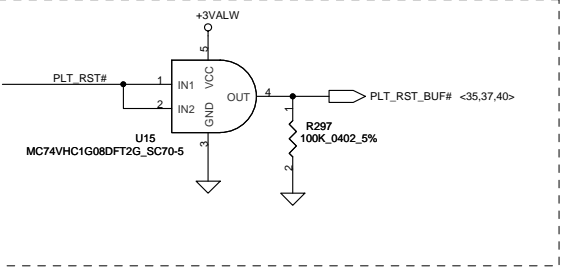 +3VALW
5
PLT_RST#
1
IN1
VCC
OUT
4
PLT_RST_BUF# <35,37,40>
2
IN2
GND
1
U15
R297
MC74VHC1G08DFT2G_SC70-5
3
100K_0402_5%
2